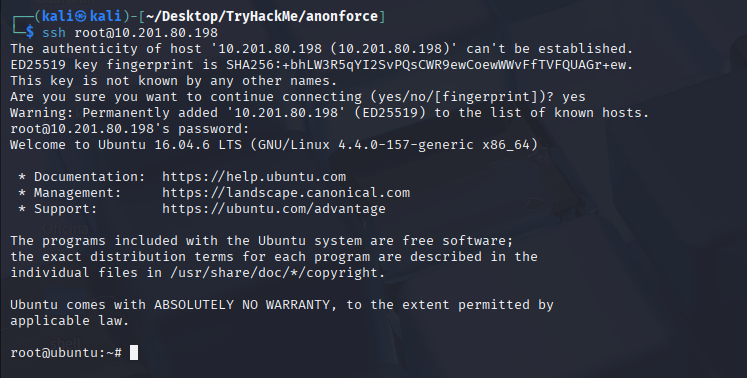 ┌──(kali㉿kali)-[~/Desktop/TryHackMe/anonforce]
└─$ ssh root@10.201.80.198
The authenticity of host '10.201.80.198 (10.201.80.198)' can't be established.
ED25519 key fingerprint is SHA256:+bhLW3R5qYI2SvPQsCWR9ewCoewWWvFfTVFQUAGr+ew.
This key is not known by any other names.
Are you sure you want to continue connecting (yes/no/[fingerprint])? yes
Warning: Permanently added '10.201.80.198' (ED25519) to the list of known hosts.
root@10.201.80.198's password:
Welcome to Ubuntu 16.04.6 LTS (GNU/Linux 4.4.0-157-generic x86_64)

 * Documentation:  https://help.ubuntu.com
 * Management:     https://landscape.canonical.com
 * Support:        https://ubuntu.com/advantage

The programs included with the Ubuntu system are free software;
the exact distribution terms for each program are described in the
individual files in /usr/share/doc/*/copyright.

Ubuntu comes with ABSOLUTELY NO WARRANTY, to the extent permitted by
applicable law.

root@ubuntu:~#